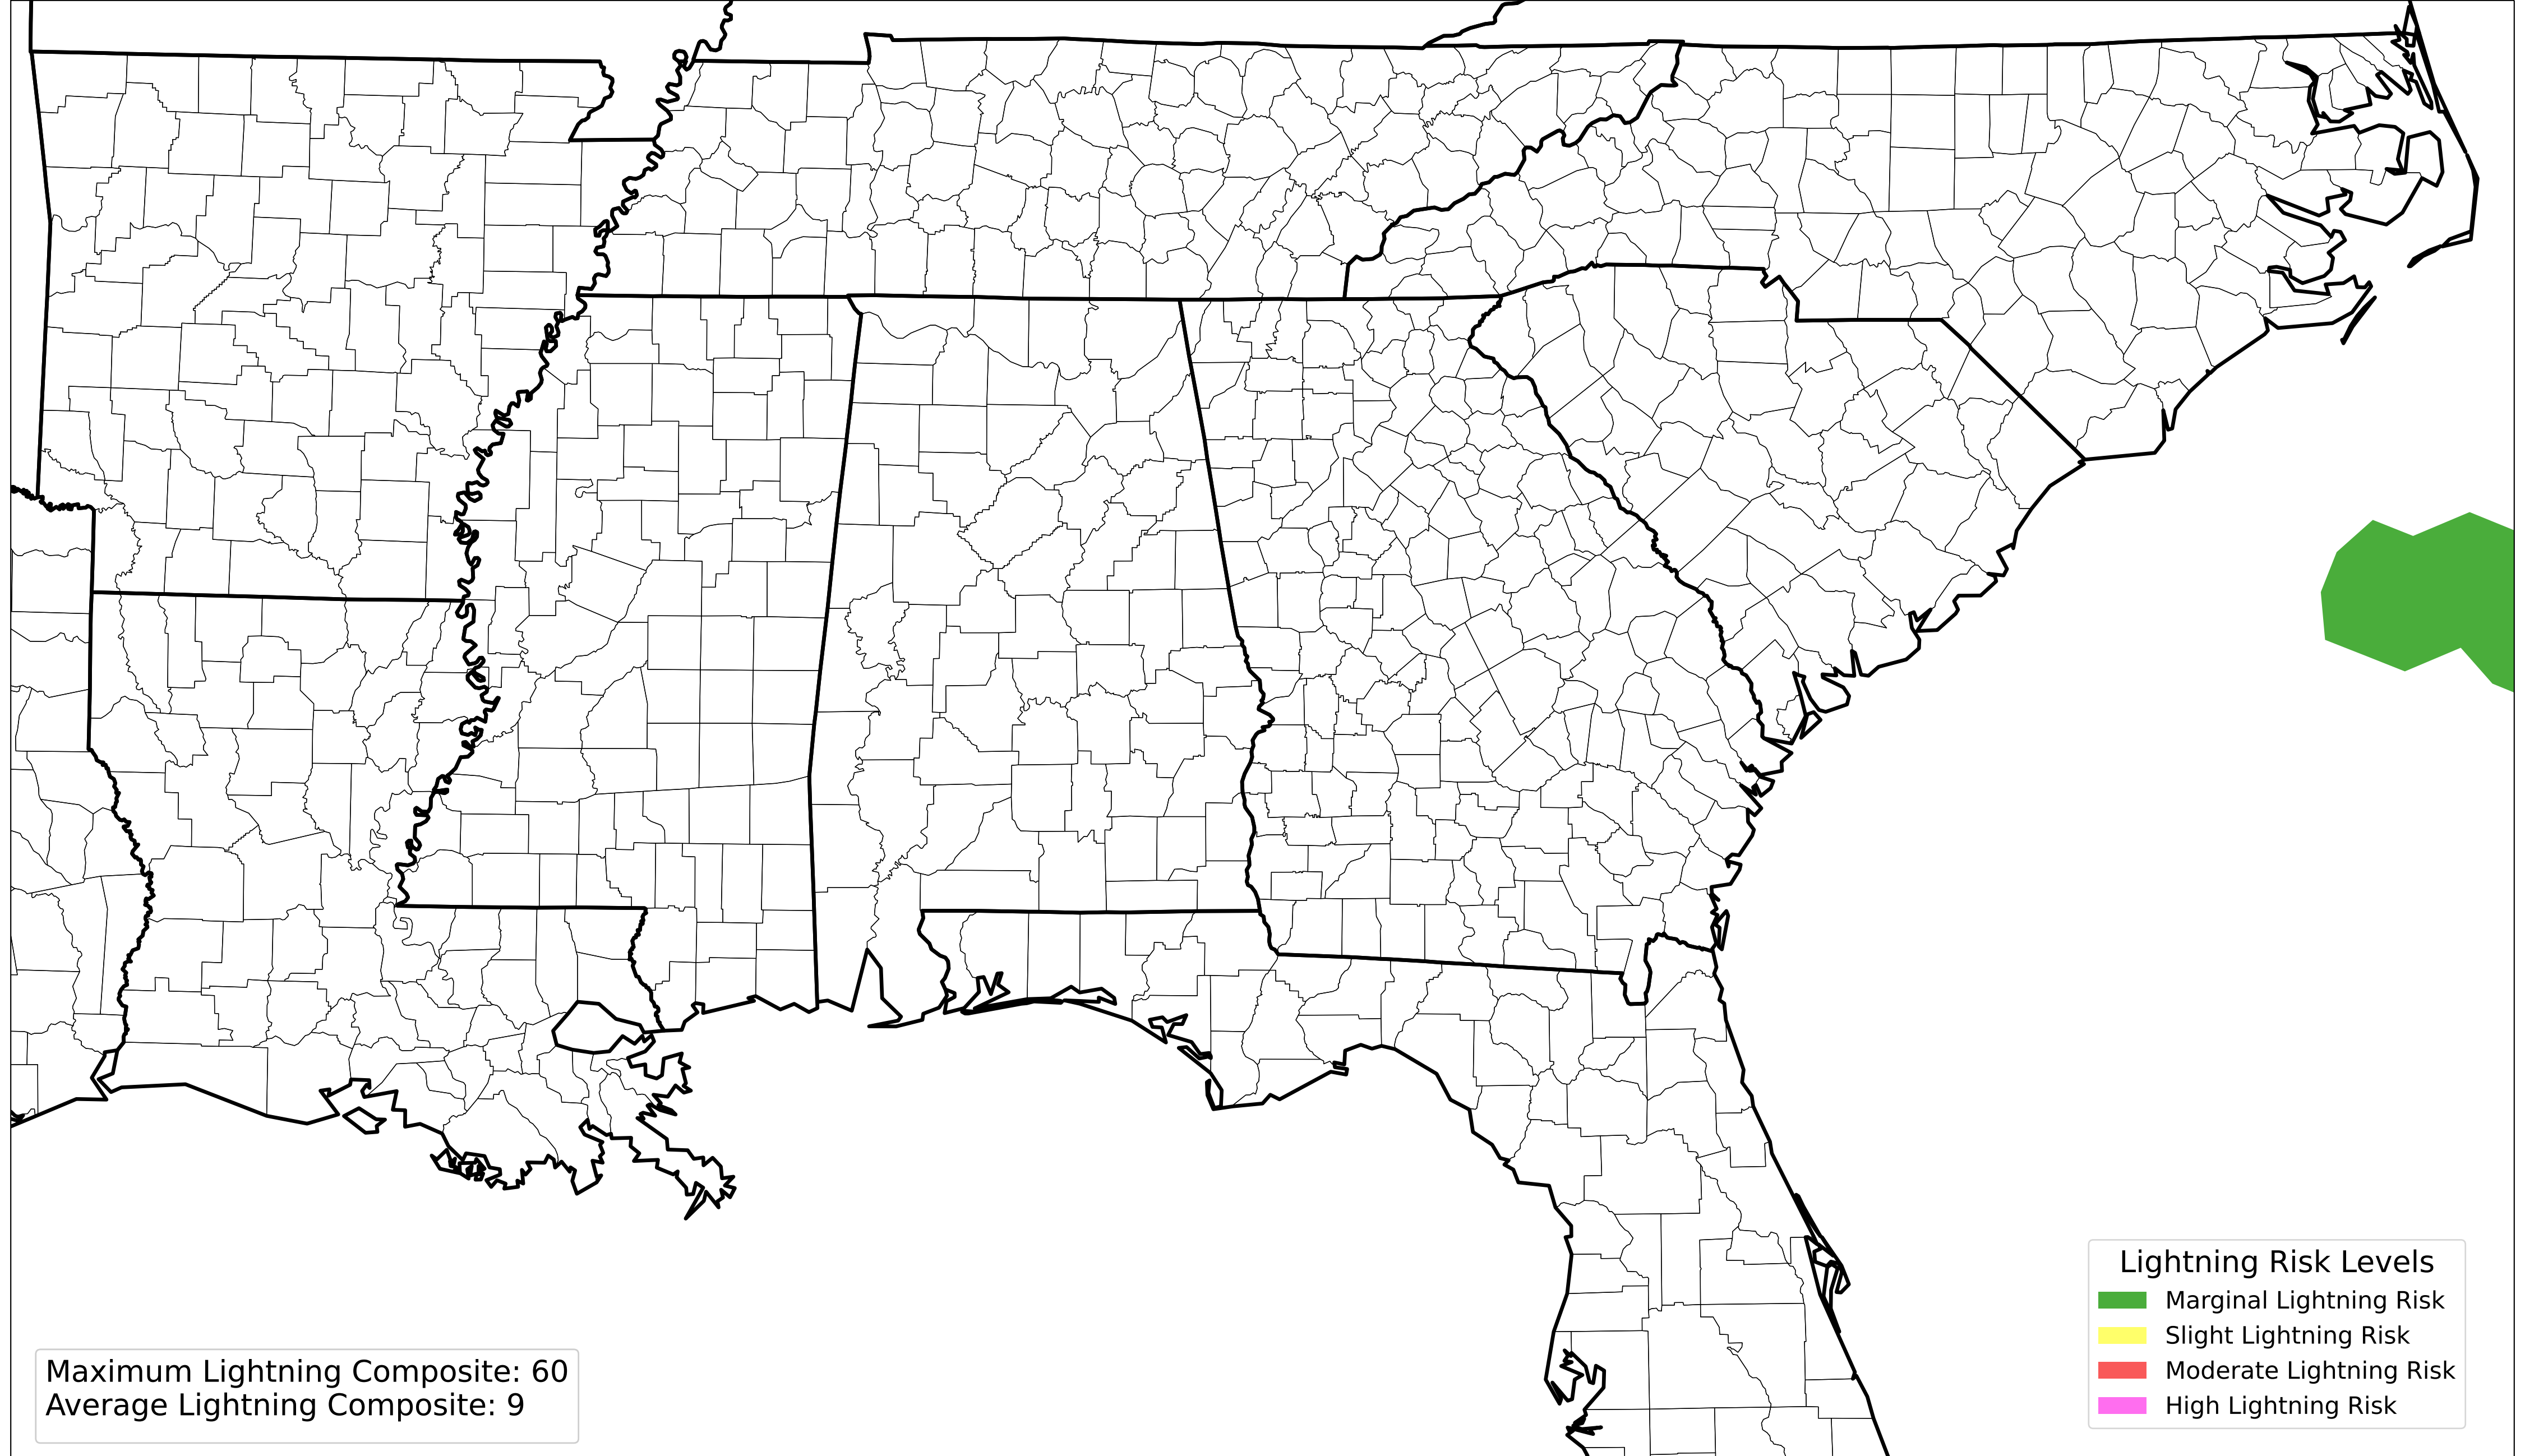 Maximum Lightning Composite: 60
Average Lightning Composite: 9
Lightning Risk Levels
Marginal Lightning Risk
Slight Lightning Risk
Moderate Lightning Risk
High Lightning Risk